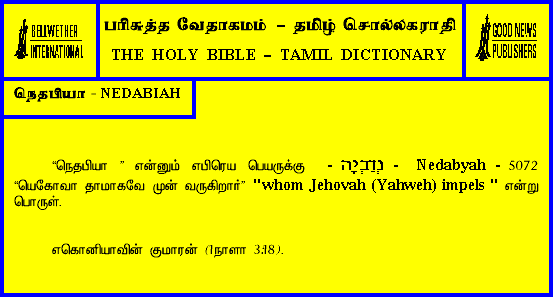 BELLWETHER
INTERNATIONAL
பரிசுத்த வேதாகமம் – தமிழ் சொல்லகராதி
THE HOLY BIBLE – TAMIL DICTIONARY
GOOD NEWS
PUBLISHERS
நெதபியா - NEDABIAH
“நெதபியா ” என்னும் எபிரெய பெயருக்கு - נְדַבְיָה - Nedabyah - 5072
“யெகோவா தாமாகவே முன் வருகிறார்” "whom Jehovah (Yahweh) impels " என்று
பொருள்.
எகொனியாவின் குமாரன் (1நாளா 3:18).